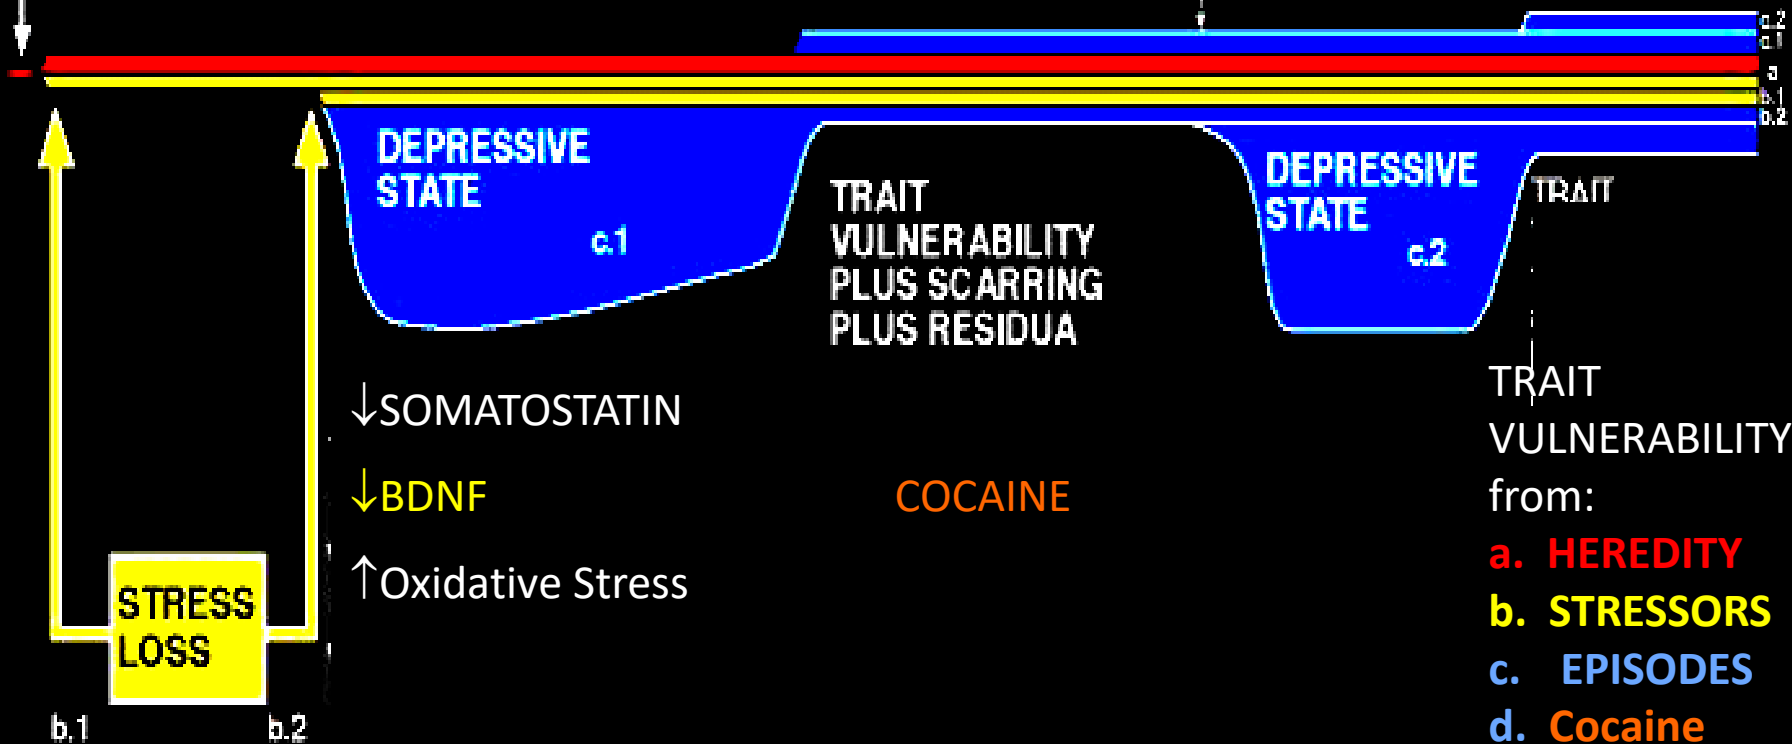 c.2
c.1
a
b.1
b.2
DEPRESSIVE
STATE
c.1
TRAIT
VULNERABILITY
PLUS SCARRING
PLUS RESIDUA
DEPRESSIVE
STATE
c.2
TRAIT
↓SOMATOSTATIN
↓BDNF
↑Oxidative Stress
COCAINE
STRESS
LOSS
b.1
b.2
TRAIT
VULNERABILITY
from:
a. HEREDITY
b. STRESSORS
c. EPISODES
d. Cocaine